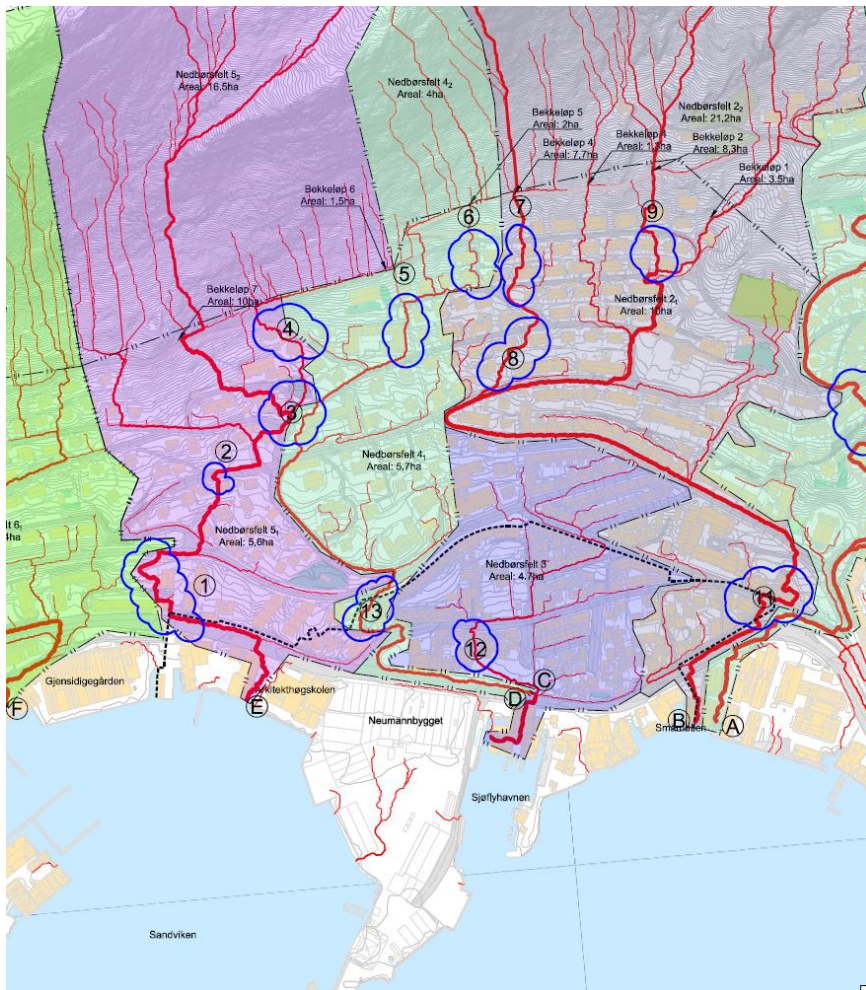 Nedbørsfelt 5₂
Areal: 16,5ha
Nedbørsfelt 4₂
Areal: 4ha
Nedbørsfelt 2₂
Areal: 21,2ha
Bekkeløp 5
Areal: 2ha
Bekkeløp 4
Areal: 7,7ha
Bekkeløp 4
Areal: 1,3ha
Bekkeløp 2
Areal: 8,3ha
Bekkeløp 1
Areal: 3,5ha
Bekkeløp 6
Areal: 1,5ha
6
7
9
5
Bekkeløp 7
Areal: 10ha
Nedbørsfelt 2₁
Areal: 10ha
4
8
3
2
Nedbørsfelt 4₁
Areal: 5,7ha
lt 6₁
4ha
Nedbørsfelt 5₁
Areal: 5,6ha
Nedbørsfelt 3
Areal: 4.7ha
1
13
11
12
Gjensidigegården
Arkitekthøgskolen
C
D
E
F
Neumannbygget
B
A
Sjøflyhavnen
Sandviken